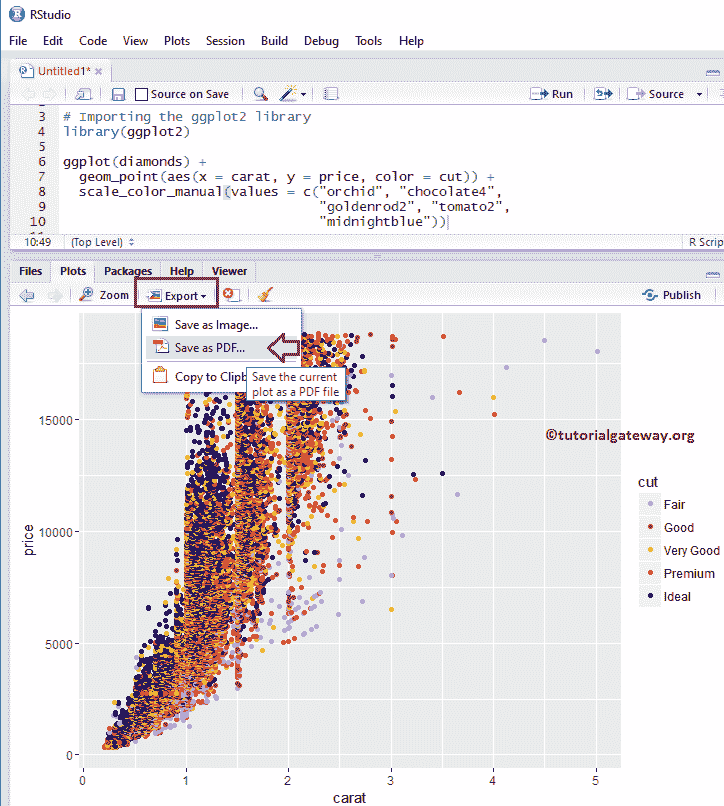 RStudio
File Edit Code View Plots Session Build Debug Tools Help
Untitled1*
Source on Save Run Source
3 # Importing the ggplot2 library
4 library(ggplot2)
5
6 ggplot(diamonds) +
7 geom_point(aes(x = carat, y = price, color = cut)) +
8 scale_color_manual(values = c("orchid", "chocolate4",
9 "goldenrod2", "tomato2",
10 "midnightblue"))
10:49 (Top Level) R Scrip
Files Plots Packages Help Viewer
Zoom Export Publish
Save as Image...
Save as PDF...
Copy to Clipb
Save the current
plot as a PDF file
15000
©tutorialgateway.org
cut
Fair
Good
Very Good
Premium
Ideal
price
10000
5000
0
0 1 2 3 4 5
carat